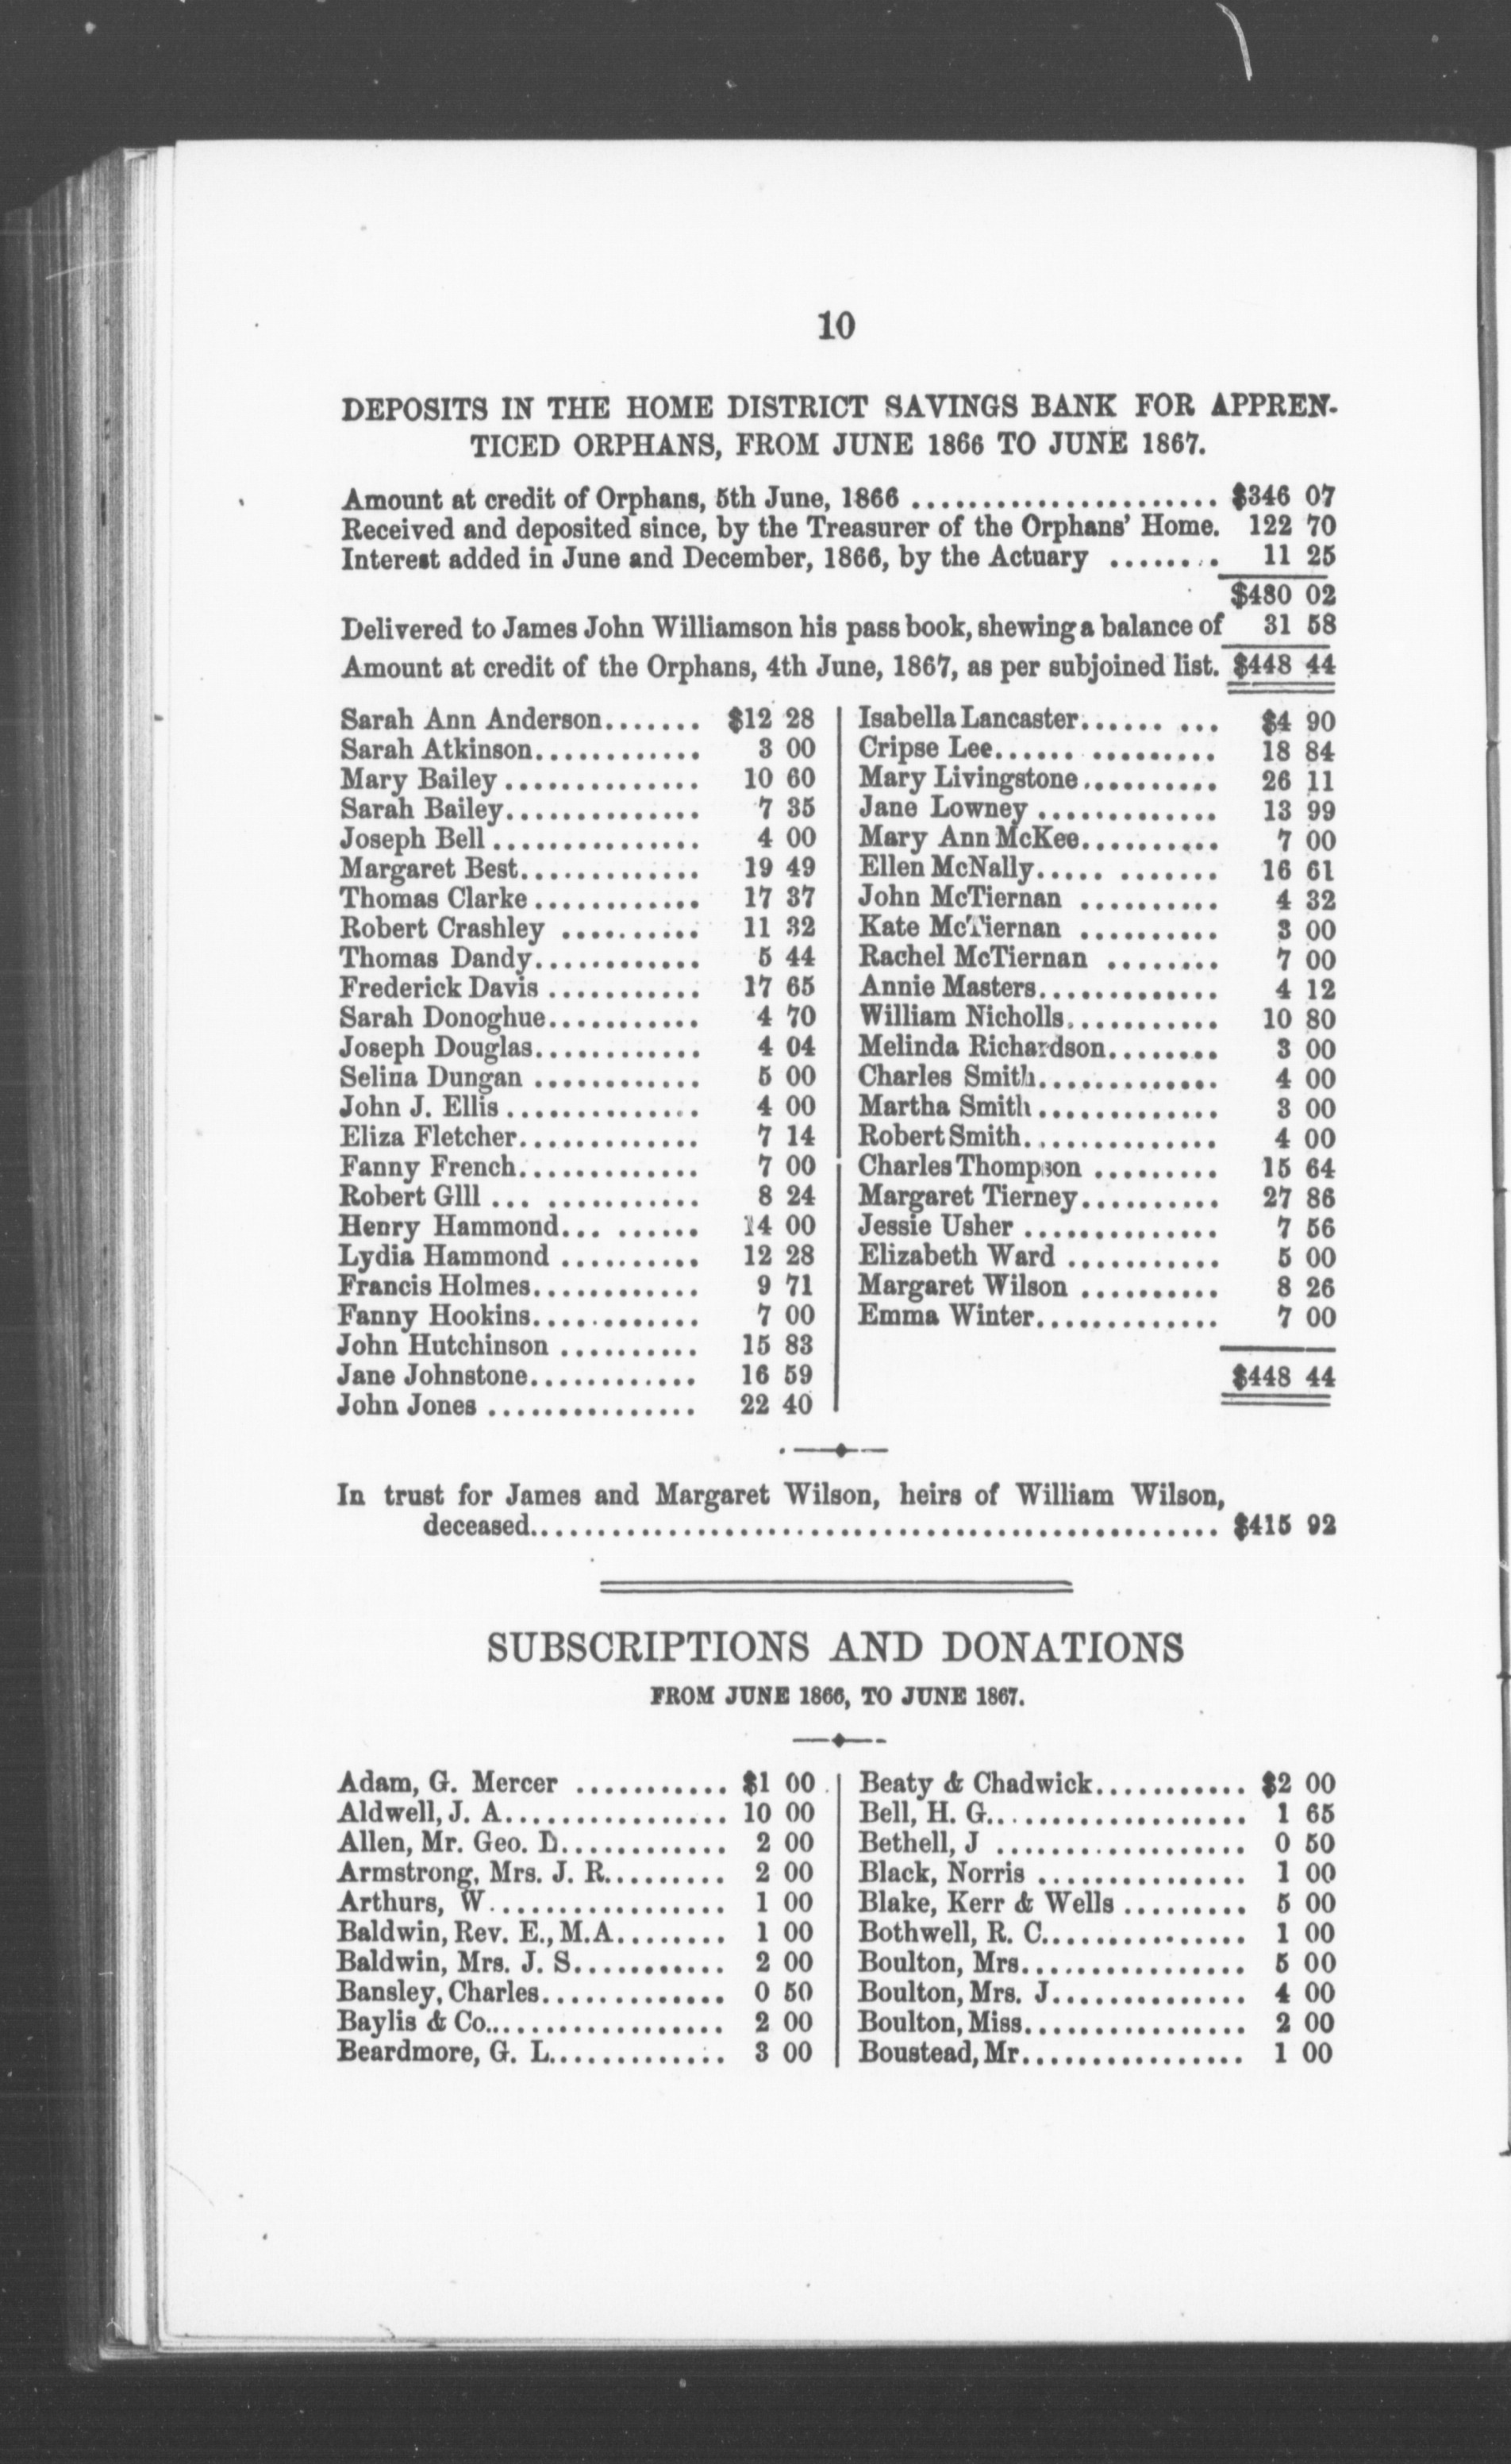 10
DEPOSITS IN THE HOME DISTRICT SAVINGS BANK FOR APPREN-
TICED ORPHANS, FROM JUNE 1866 TO JUNE 1867.
Amount at credit of Orphans, 5th June, 1866 ...................... $346 07
Received and deposited since, by the Treasurer of the Orphans' Home. 122 70
Interest added in June and December, 1866, by the Actuary ........ 11 25
$480 02
Delivered to James John Williamson his pass book, shewing a balance of 31 58
Amount at credit of the Orphans, 4th June, 1867, as per subjoined list. $448 44
Sarah Ann Anderson....... $12 28
Sarah Atkinson............ 3 00
Mary Bailey.............. 10 60
Sarah Bailey.............. 7 35
Joseph Bell............... 4 00
Margaret Best............. 19 49
Thomas Clarke............ 17 37
Robert Crashley .......... 11 32
Thomas Dandy............ 5 44
Frederick Davis ........... 17 65
Sarah Donoghue........... 4 70
Joseph Douglas............ 4 04
Selina Dungan ............ 5 00
John J. Ellis.............. 4 00
Eliza Fletcher............. 7 14
Fanny French............. 7 00
Robert Glll ... ........... 8 24
Henry Hammond... ...... 14 00
Lydia Hammond .......... 12 28
Francis Holmes............ 9 71
Fanny Hookins............ 7 00
John Hutchinson .......... 15 83
Jane Johnstone............ 16 59
John Jones ............... 22 40
Isabella Lancaster...... ... $4 90
Cripse Lee...... ......... 18 84
Mary Livingstone.......... 26 11
Jane Lowney ............. 13 99
Mary Ann McKee.......... 7 00
Ellen McNally..... ....... 16 61
John McTiernan .......... 4 32
Kate McTiernan .......... 3 00
Rachel McTiernan ........ 7 00
Annie Masters............. 4 12
William Nicholls........... 10 80
Melinda Richardson........ 3 00
Charles Smith............. 4 00
Martha Smith............. 3 00
Robert Smith.............. 4 00
Charles Thompson ......... 15 64
Margaret Tierney.......... 27 86
Jessie Usher .............. 7 56
Elizabeth Ward ........... 5 00
Margaret Wilson .......... 8 26
Emma Winter............. 7 00
$448 44
In trust for James and Margaret Wilson, heirs of William Wilson,
deceased................................................ $415 92
SUBSCRIPTIONS AND DONATIONS
FROM JUNE 1866, TO JUNE 1867.
Adam, G. Mercer ........... $1 00
Aldwell, J. A................ 10 00
Allen, Mr. Geo. D............ 2 00
Armstrong, Mrs. J. R......... 2 00
Arthurs, W................. 1 00
Baldwin, Rev. E., M.A........ 1 00
Baldwin, Mrs. J. S........... 2 00
Bansley, Charles............. 0 50
Baylis & Co.................. 2 00
Beardmore, G. L............. 3 00
Beaty & Chadwick........... $2 00
Bell, H. G.................. 1 65
Bethell, J .................. 0 50
Black, Norris ............... 1 00
Blake, Kerr & Wells ......... 5 00
Bothwell, R. C............... 1 00
Boulton, Mrs................ 5 00
Boulton, Mrs. J.............. 4 00
Boulton, Miss................ 2 00
Boustead, Mr................ 1 00